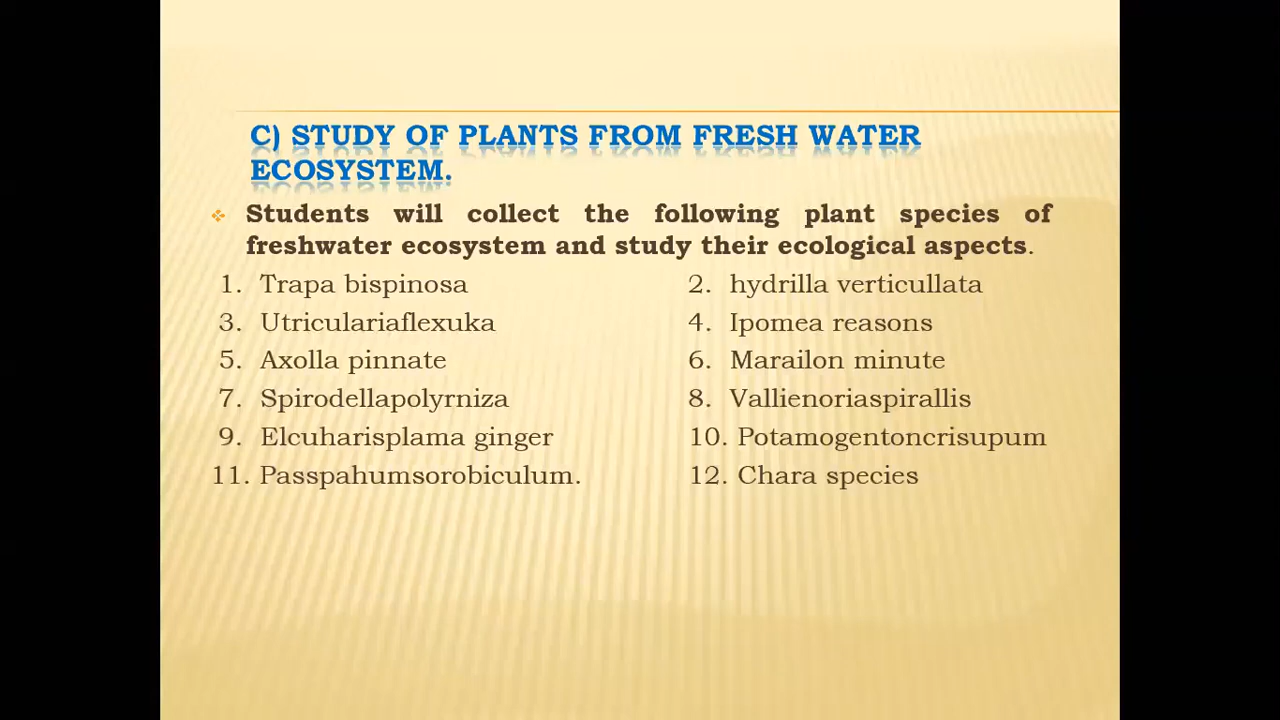 C) STUDY OF PLANTS FROM FRESH WATER
ECOSYSTEM.
Students will collect the following plant species of
freshwater ecosystem and study their ecological aspects.
1. Trapa bispinosa 2. hydrilla verticullata
3. Utriculariaflexuka 4. Ipomea reasons
5. Axolla pinnate 6. Marailon minute
7. Spirodellapolyrniza 8. Vallienoriaspirallis
9. Elcuharisplama ginger 10. Potamogentoncrisupum
11. Passpahumsorobiculum. 12. Chara species